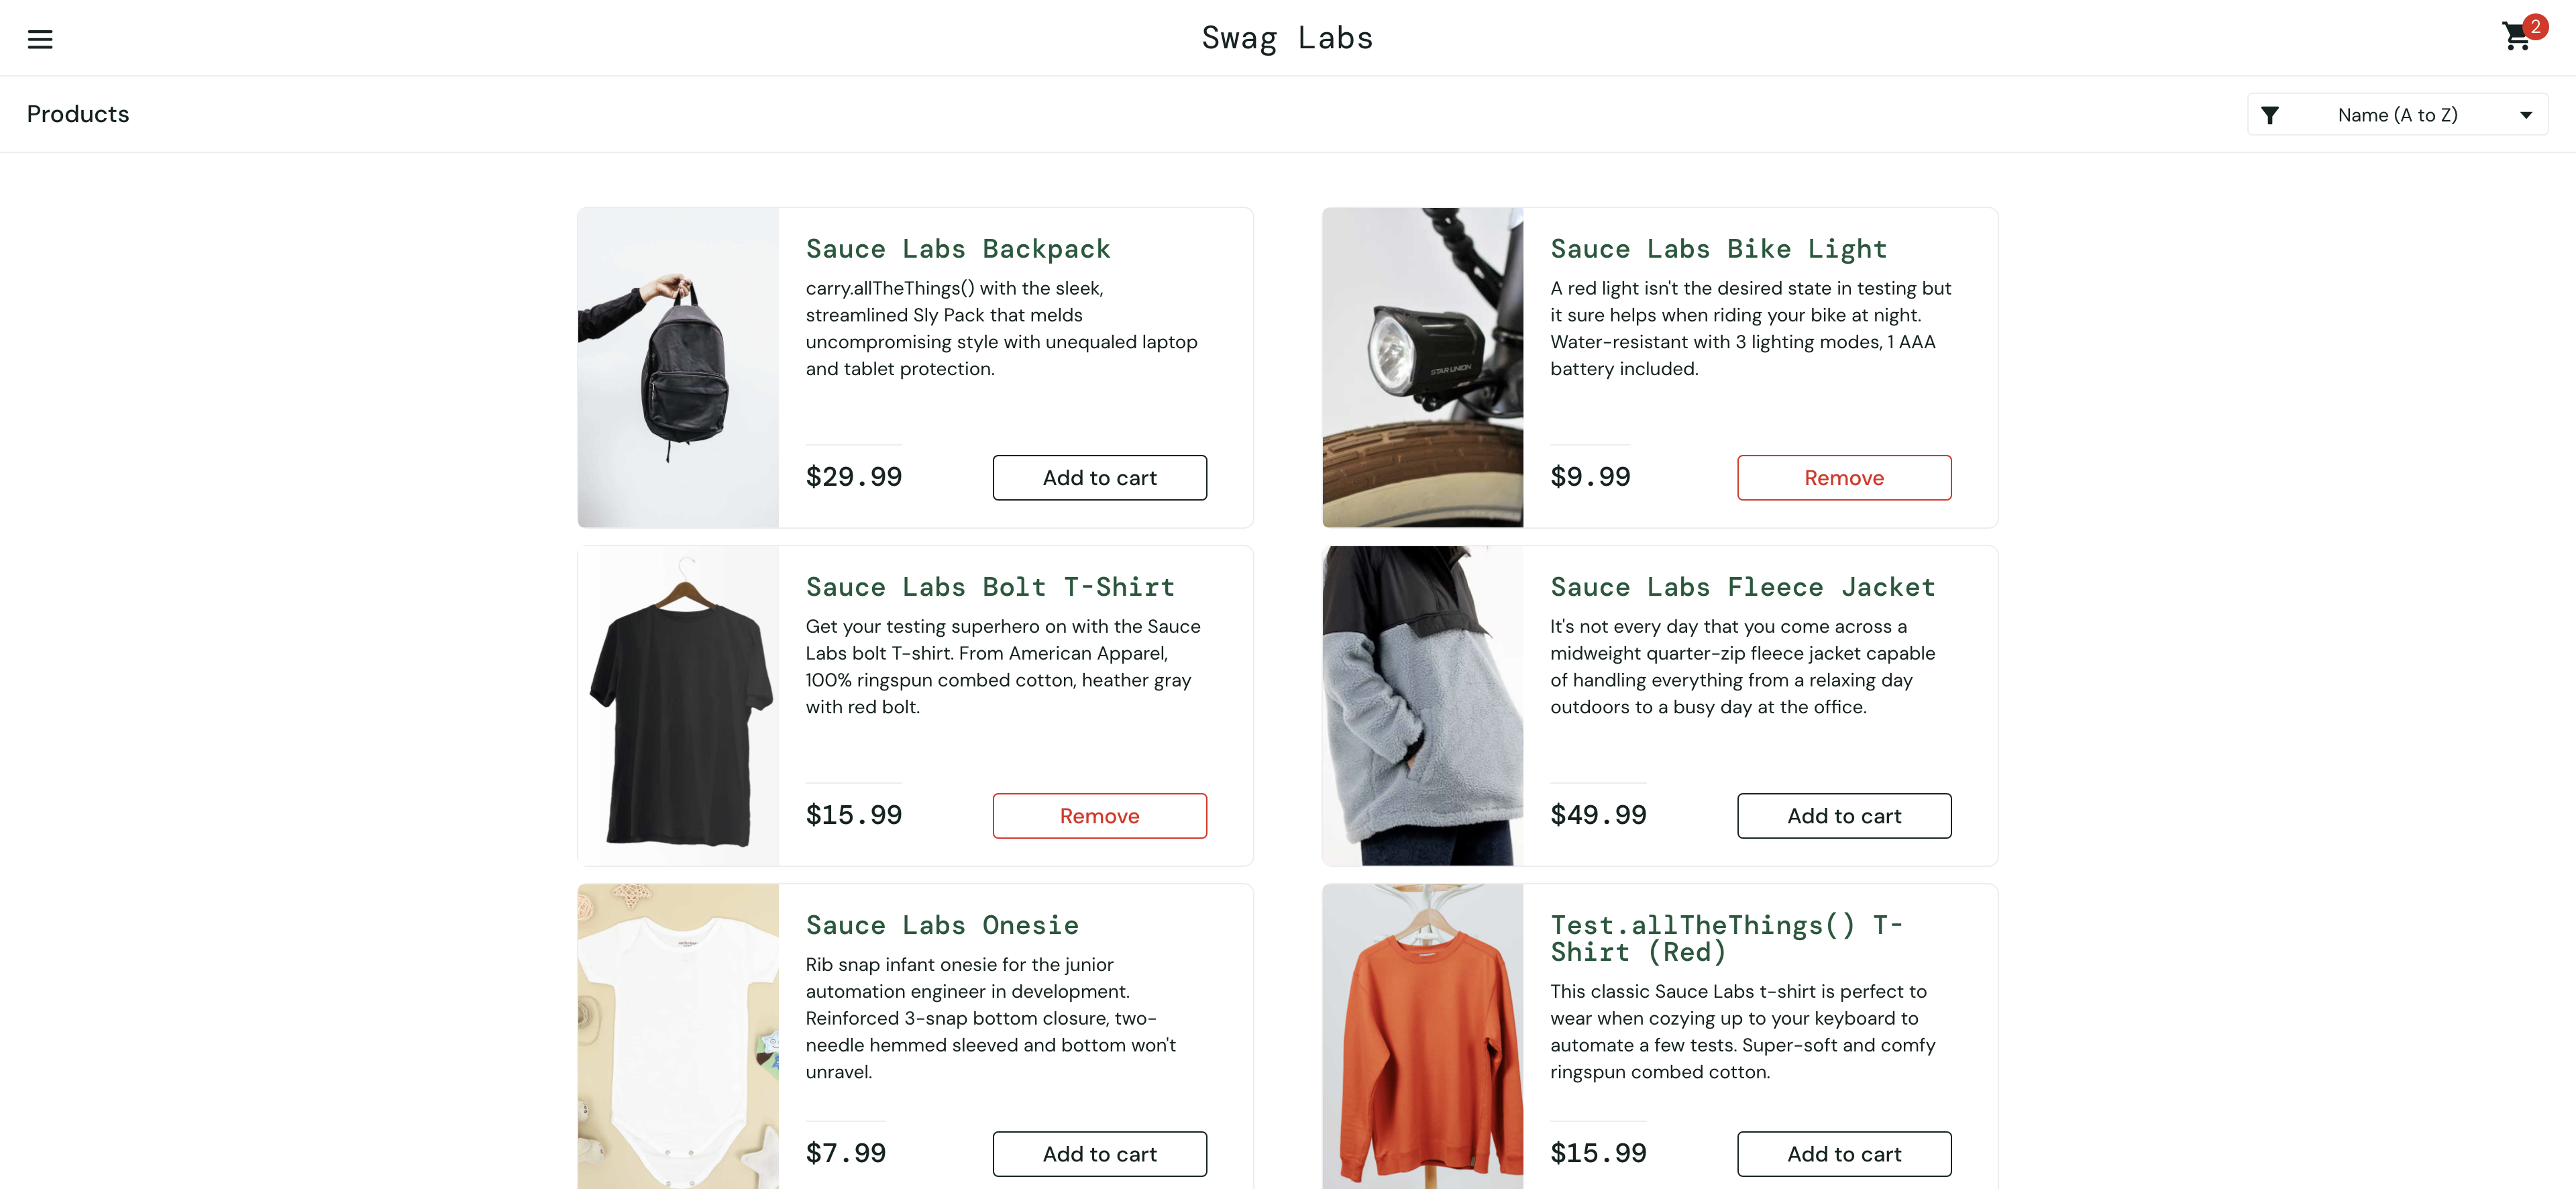 Swag Labs
2
Products
Name (A to Z)
Sauce Labs Backpack
carry.allTheThings() with the sleek,
streamlined Sly Pack that melds
uncompromising style with unequaled laptop
and tablet protection.
$29.99
Add to cart
Sauce Labs Bike Light
A red light isn't the desired state in testing but
it sure helps when riding your bike at night.
Water-resistant with 3 lighting modes, 1 AAA
battery included.
STAR UNION
$9.99
Remove
Sauce Labs Bolt T-Shirt
Get your testing superhero on with the Sauce
Labs bolt T-shirt. From American Apparel,
100% ringspun combed cotton, heather gray
with red bolt.
$15.99
Remove
Sauce Labs Fleece Jacket
It's not every day that you come across a
midweight quarter-zip fleece jacket capable
of handling everything from a relaxing day
outdoors to a busy day at the office.
$49.99
Add to cart
Sauce Labs Onesie
Rib snap infant onesie for the junior
automation engineer in development.
Reinforced 3-snap bottom closure, two-
needle hemmed sleeved and bottom won't
unravel.
$7.99
Add to cart
Test.allTheThings() T-
Shirt (Red)
This classic Sauce Labs t-shirt is perfect to
wear when cozying up to your keyboard to
automate a few tests. Super-soft and comfy
ringspun combed cotton.
$15.99
Add to cart